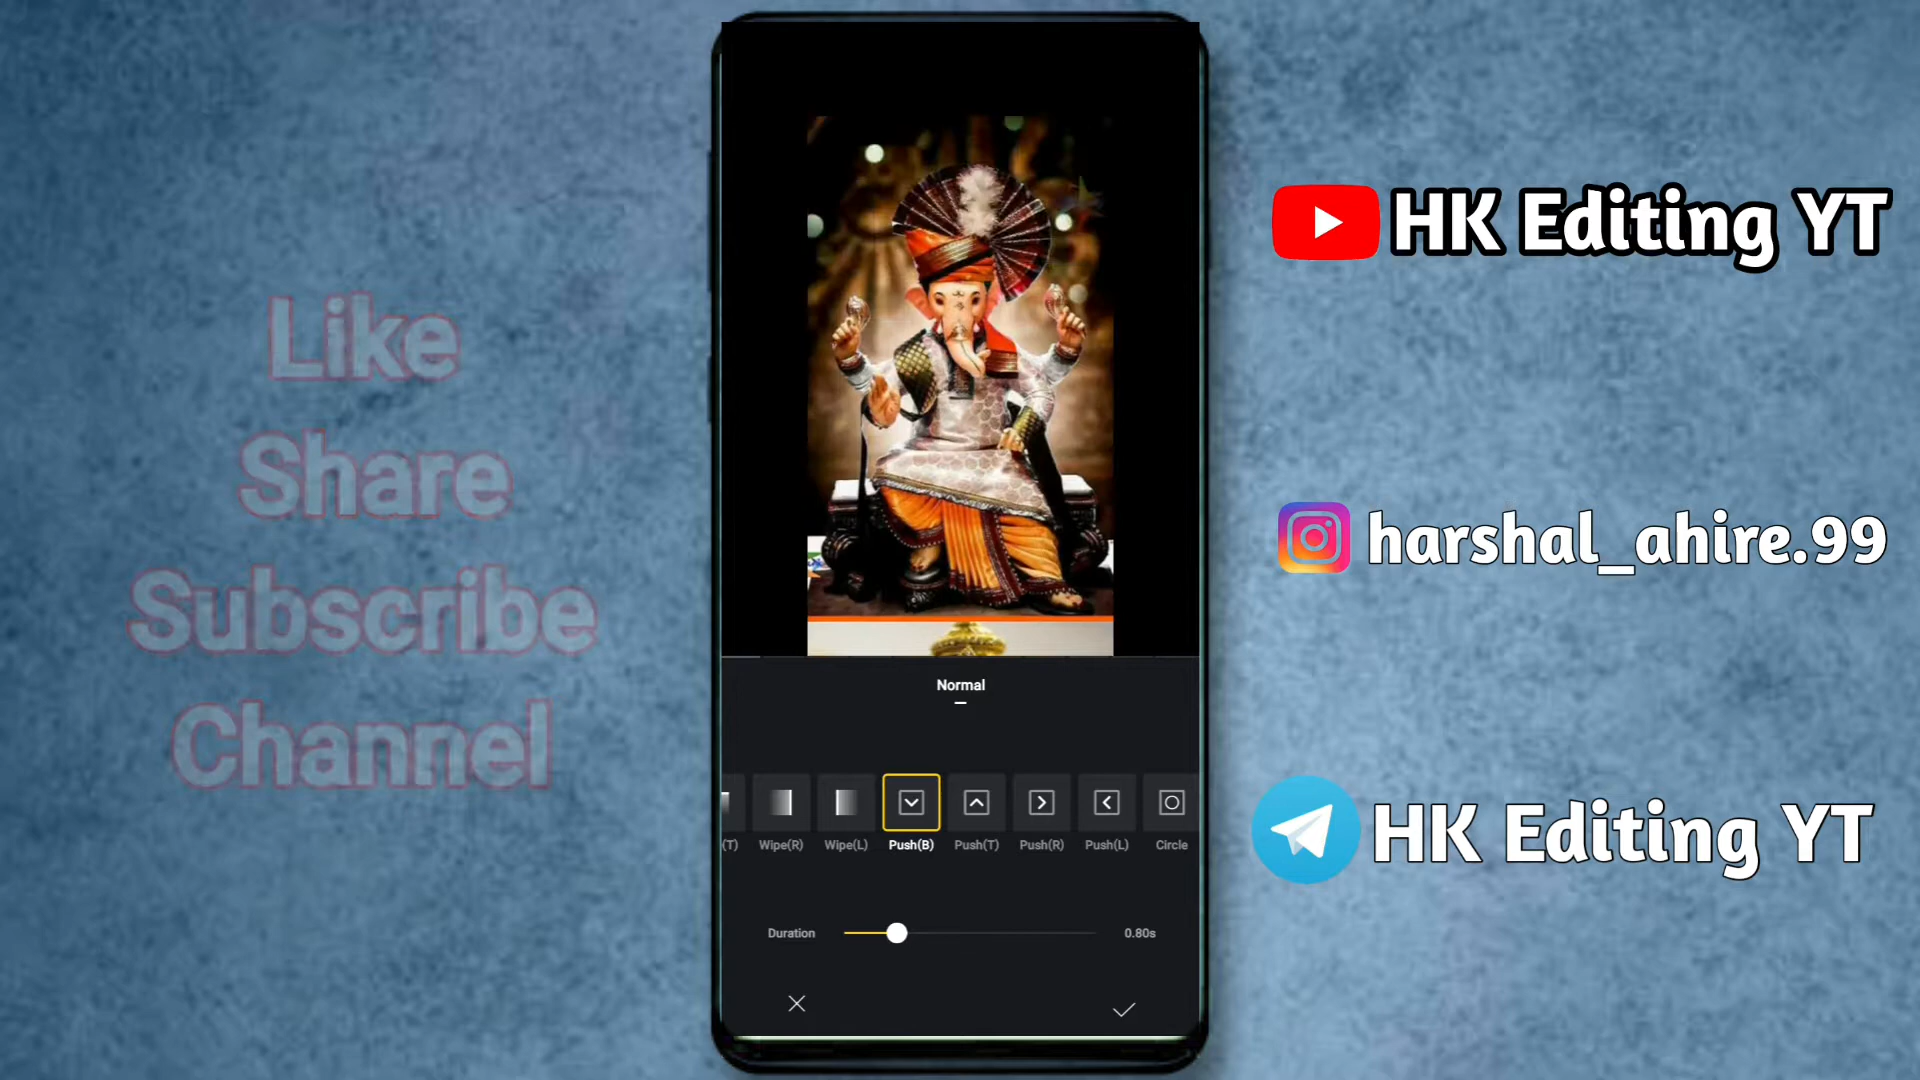 Like
Share
Subscribe
Channel
HK Editing YT
harshal_ahire.99
HK Editing YT
Normal
(T) Wipe(R) Wipe(L) Push(B) Push(T) Push(R) Push(L) Circle
Duration 0.80s